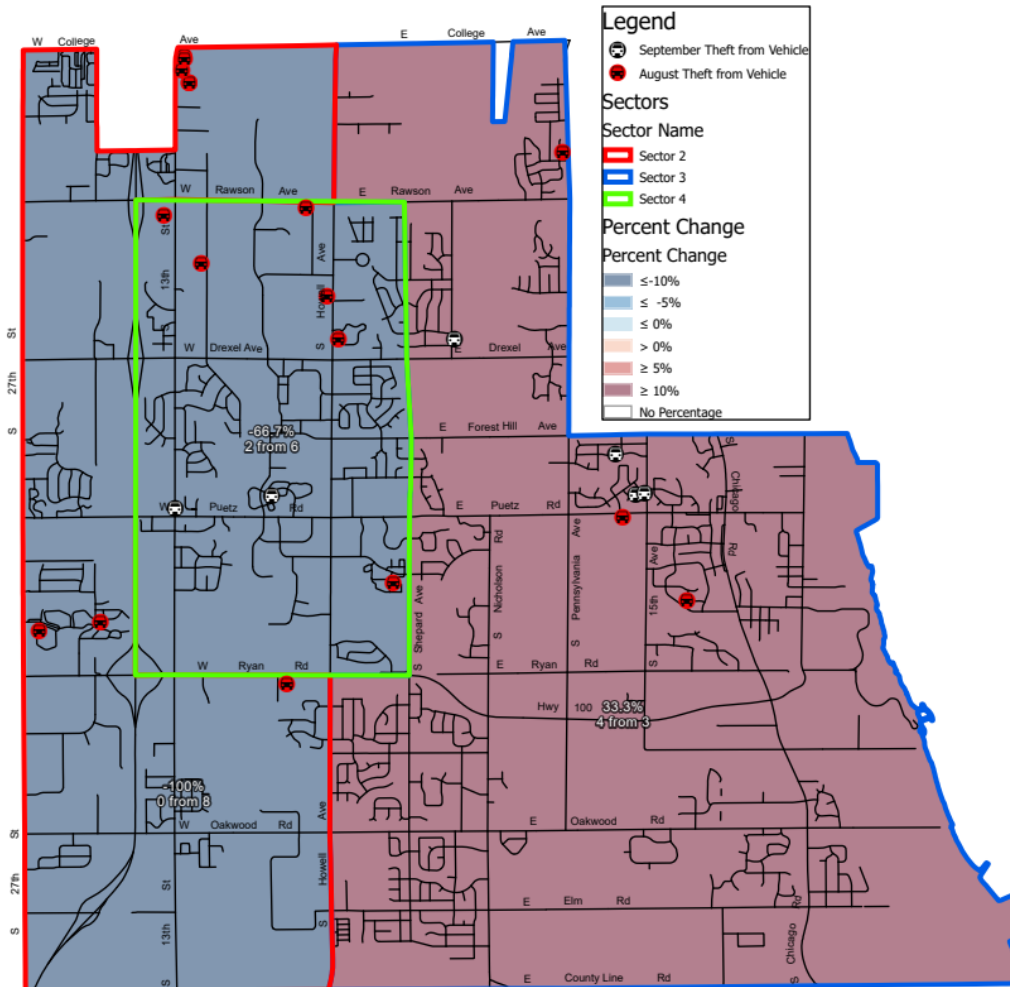 W College Ave E College Ave
Legend
September Theft from Vehicle
August Theft from Vehicle
Sectors
Sector Name
Sector 2
Sector 3
Sector 4
Percent Change
Percent Change
≤-10%
≤ -5%
≤ 0%
> 0%
≥ 5%
≥ 10%
No Percentage
W Rawson Ave E Rawson Ave
S 13th St
S Howell Ave
S 27th St
W Drexel Ave E Drexel Ave
E Forest Hill Ave
-66.7%
2 from 6
W Puetz Rd E Puetz Rd
S Chicago Rd
S Shepard Ave
S Nicholson Rd
S Pennsylvania Ave
S 15th Ave
W Ryan Rd E Ryan Rd
Hwy 100
33.3%
4 from 3
-100%
0 from 8
W Oakwood Rd E Oakwood Rd
S 27th St
S 13th St
S Howell Ave
E Elm Rd
S Chicago Rd
E County Line Rd